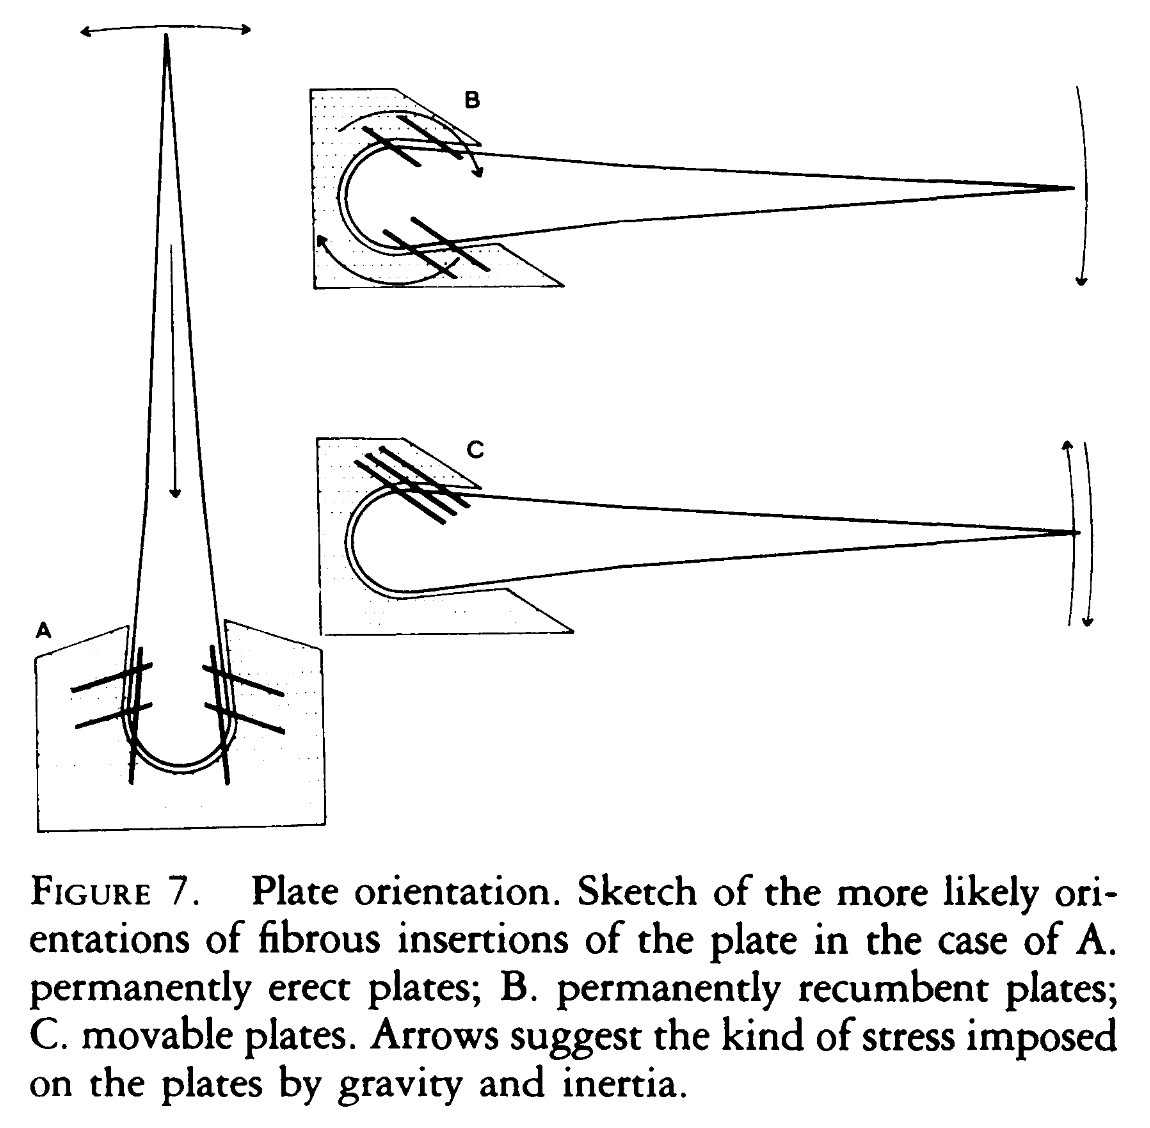 B
C
A
FIGURE 7. Plate orientation. Sketch of the more likely ori-
entations of fibrous insertions of the plate in the case of A.
permanently erect plates; B. permanently recumbent plates;
C. movable plates. Arrows suggest the kind of stress imposed
on the plates by gravity and inertia.